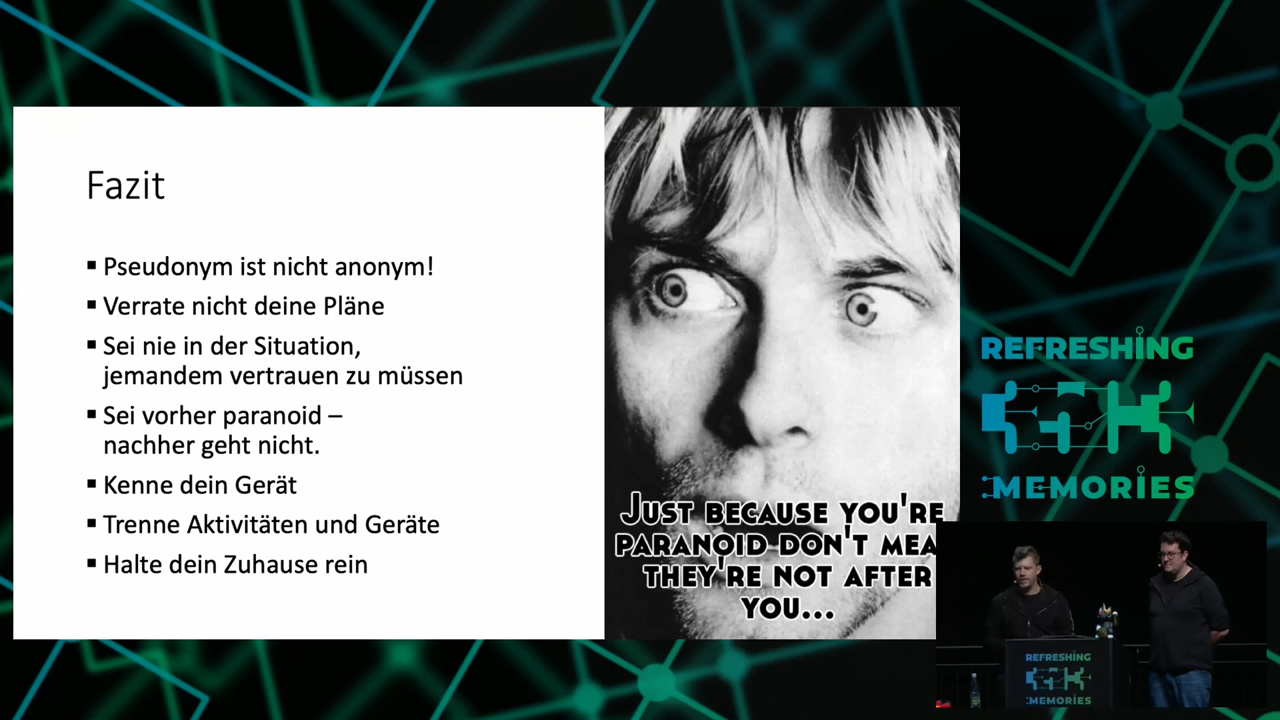 Fazit
▪ Pseudonym ist nicht anonym!
▪ Verrate nicht deine Pläne
▪ Sei nie in der Situation,
jemandem vertrauen zu müssen
▪ Sei vorher paranoid –
nachher geht nicht.
▪ Kenne dein Gerät
▪ Trenne Aktivitäten und Geräte
▪ Halte dein Zuhause rein
JUST BECAUSE YOU'RE
PARANOID DON'T MEA
THEY'RE NOT AFTER
YOU...
REFRESHING
MEMORIES
REFRESHING
MEMORIES